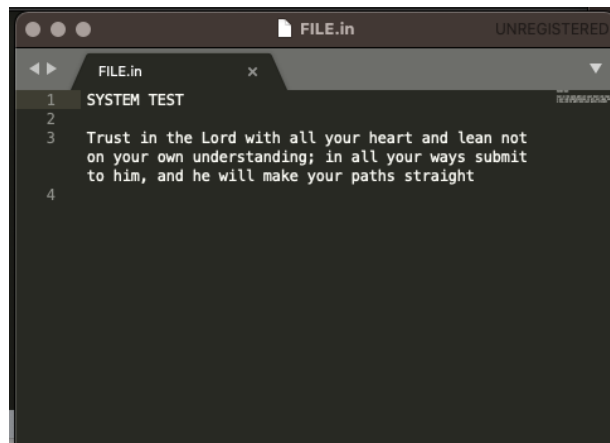 FILE.in
UNREGISTERED
FILE.in
1 SYSTEM TEST
2
3 Trust in the Lord with all your heart and lean not
on your own understanding; in all your ways submit
to him, and he will make your paths straight
4